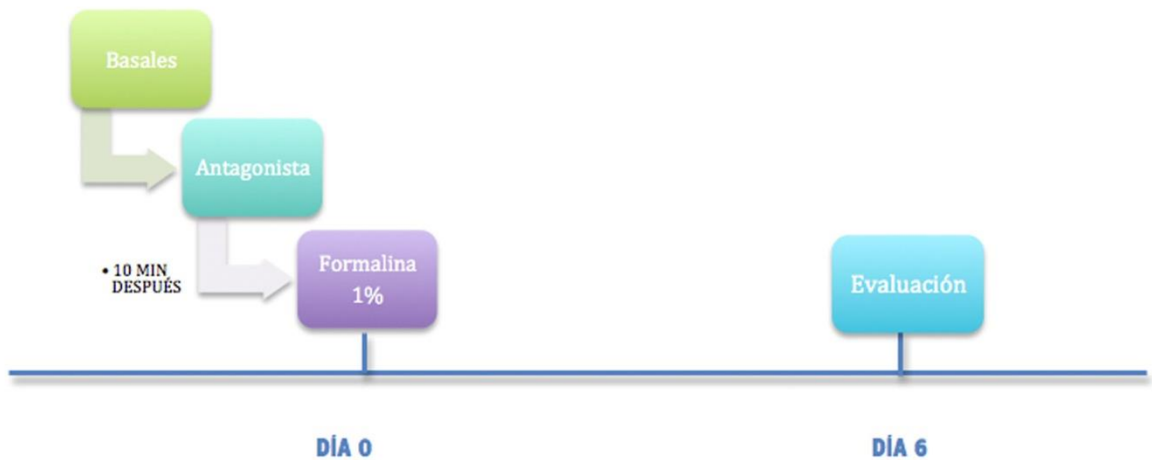 Basales
Antagonista
• 10 MIN
DESPUÉS
Formalina
1%
Evaluación
DÍA 0
DÍA 6